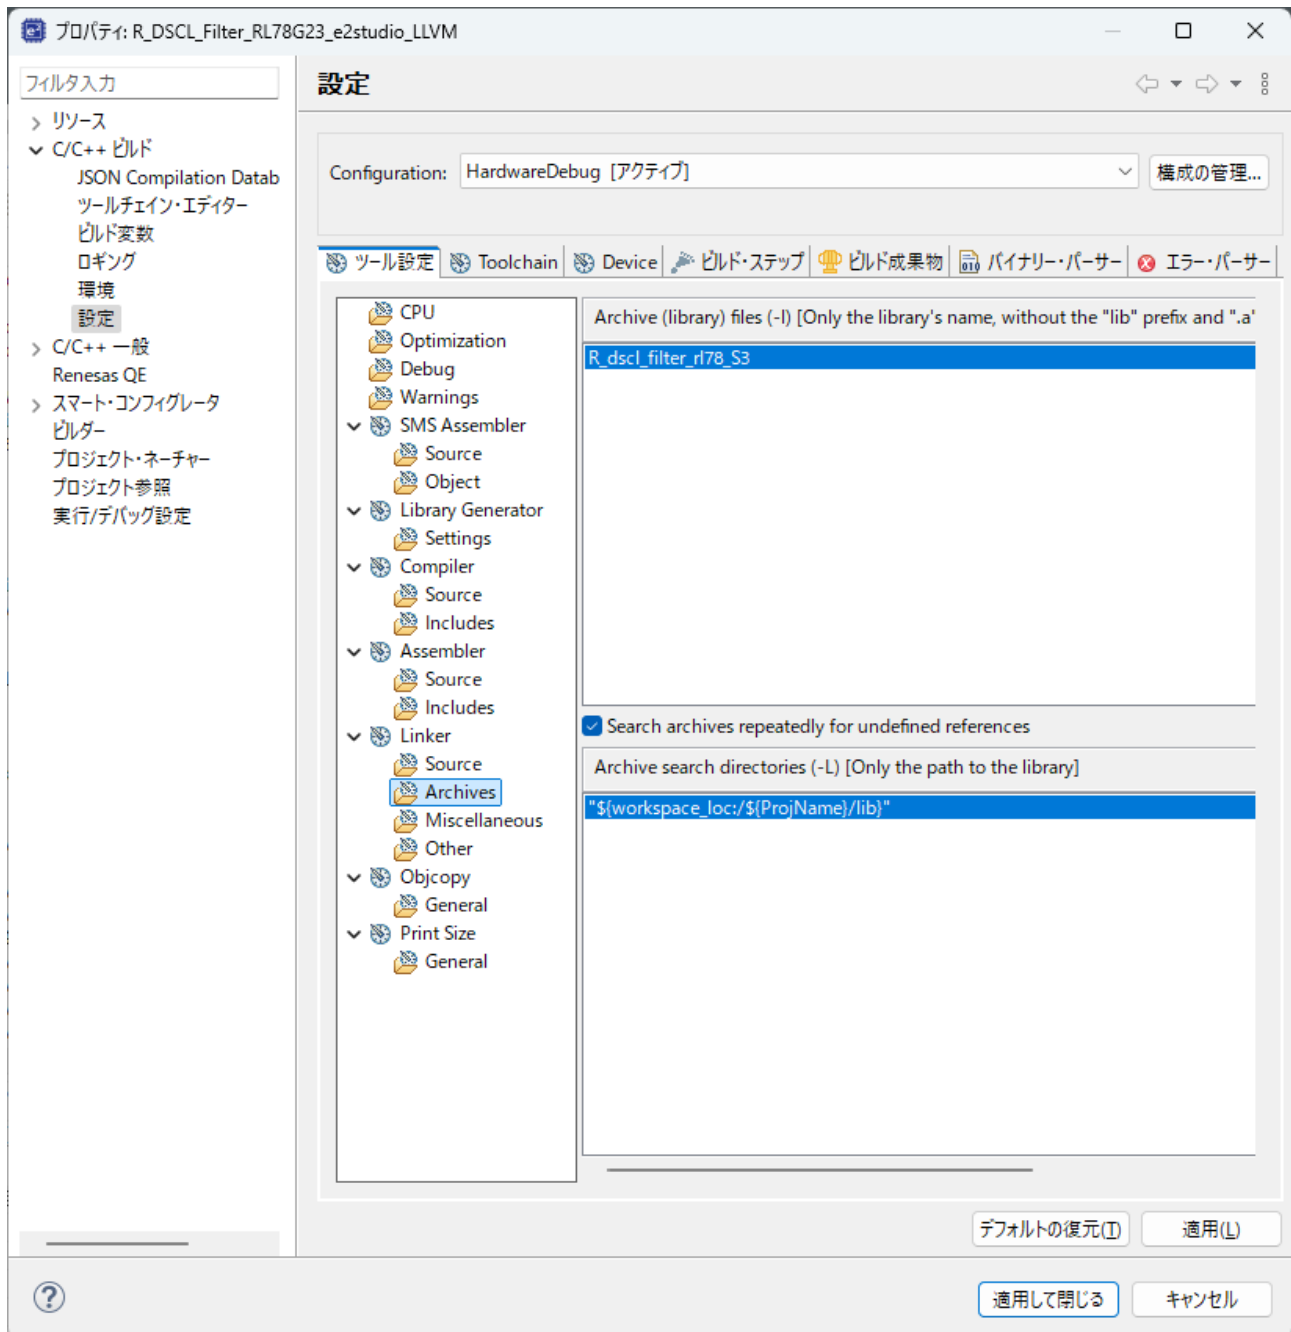 プロパティ: R_DSCL_Filter_RL78G23_e2studio_LLVM
フィルタ入力
リソース
C/C++ ビルド
JSON Compilation Datab
ツールチェイン・エディター
ビルド変数
ロギング
環境
設定
C/C++ 一般
Renesas QE
スマート・コンフィグレータ
ビルダー
プロジェクト・ネーチャー
プロジェクト参照
実行/デバッグ設定
設定
Configuration:
HardwareDebug [アクティブ]
構成の管理...
ツール設定
Toolchain
Device
ビルド・ステップ
ビルド成果物
バイナリー・パーサー
エラー・パーサー
CPU
Optimization
Debug
Warnings
SMS Assembler
Source
Object
Library Generator
Settings
Compiler
Source
Includes
Assembler
Source
Includes
Linker
Source
Archives
Miscellaneous
Other
Objcopy
General
Print Size
General
Archive (library) files (-l) [Only the library's name, without the "lib" prefix and ".a"
R_dscl_filter_rl78_S3
Search archives repeatedly for undefined references
Archive search directories (-L) [Only the path to the library]
"${workspace_loc:/${ProjName}/lib}"
デフォルトの復元(T)
適用(L)
適用して閉じる
キャンセル